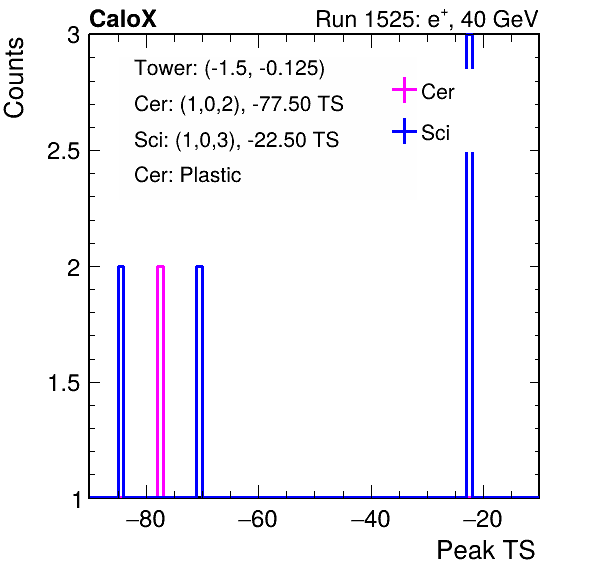 CaloX Run 1525: e⁺, 40 GeV
Counts
Tower: (-1.5, -0.125)
Cer: (1,0,2), -77.50 TS
Sci: (1,0,3), -22.50 TS
Cer: Plastic
Cer
Sci
3
2.5
2
1.5
1
−80 −60 −40 −20
Peak TS